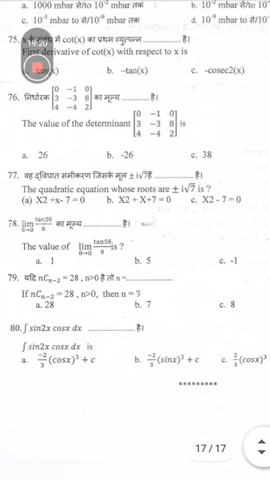 a. 1000 mbar से/to 10⁻² mbar तक b. 10⁻² mbar से/to 10
c. 10⁻⁵ mbar to से/10⁻⁹ mbar तक d. 10⁻⁹ mbar से/to 10
75. में cot(x) का प्रथम व्युत्पन्न ............... है।
First derivative of cot(x) with respect to x is
tan(x) b. –tan(x) c. -cosec2(x)
76. निर्धारक [0 -1 0 3 -3 8 4 -4 2] का मूल्य ............ है।
The value of the determinant [0 -1 0 3 -3 8 4 -4 2] is
a. 26 b. -26 c. 38
77. वह द्विघात समीकरण जिसके मूल ± i√7 हैं ............... है।
The quadratic equation whose roots are ± i√7 is ?
(a) X2 +x- 7 = 0 b. X2 + X+7 = 0 c. X2 - 7 = 0
78. lim θ→0 tan5θ/θ का मूल्य ............... है।
The value of lim θ→0 tan5θ/θ is ?
a. 1 b. 5 c. -1
79. यदि nCₙ₋₂ = 28 , n>0 है तो n=..................
If nCₙ₋₂ = 28 , n>0, then n = ?
a. 28 b. 7 c. 8
80. ∫ sin2x cosx dx .................. है।
∫ sin2x cosx dx is
a. -2/3 (cosx)³ + c b. -2/3 (sinx)³ + c c. 2/3 (cosx)³
*********
17 / 17